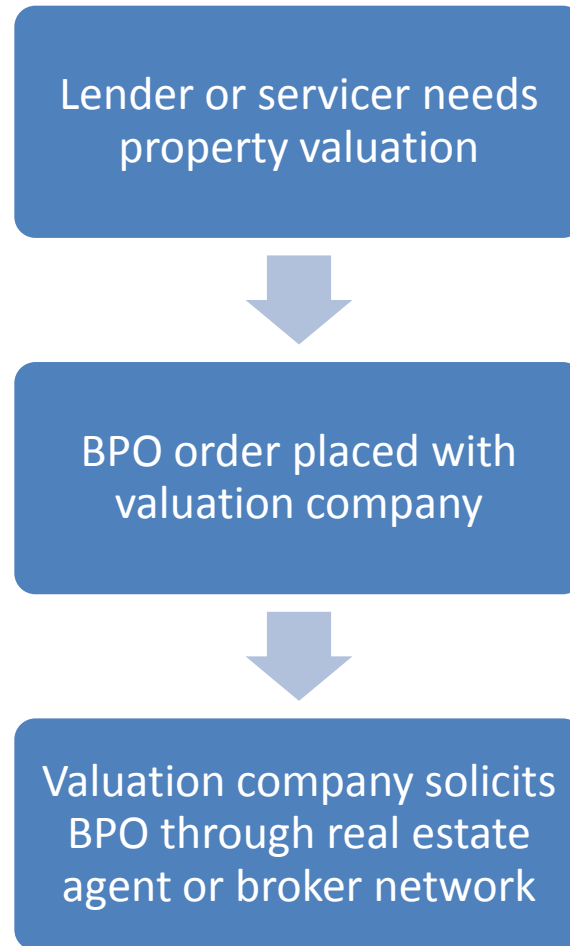 Lender or servicer needs
property valuation
BPO order placed with
valuation company
Valuation company solicits
BPO through real estate
agent or broker network